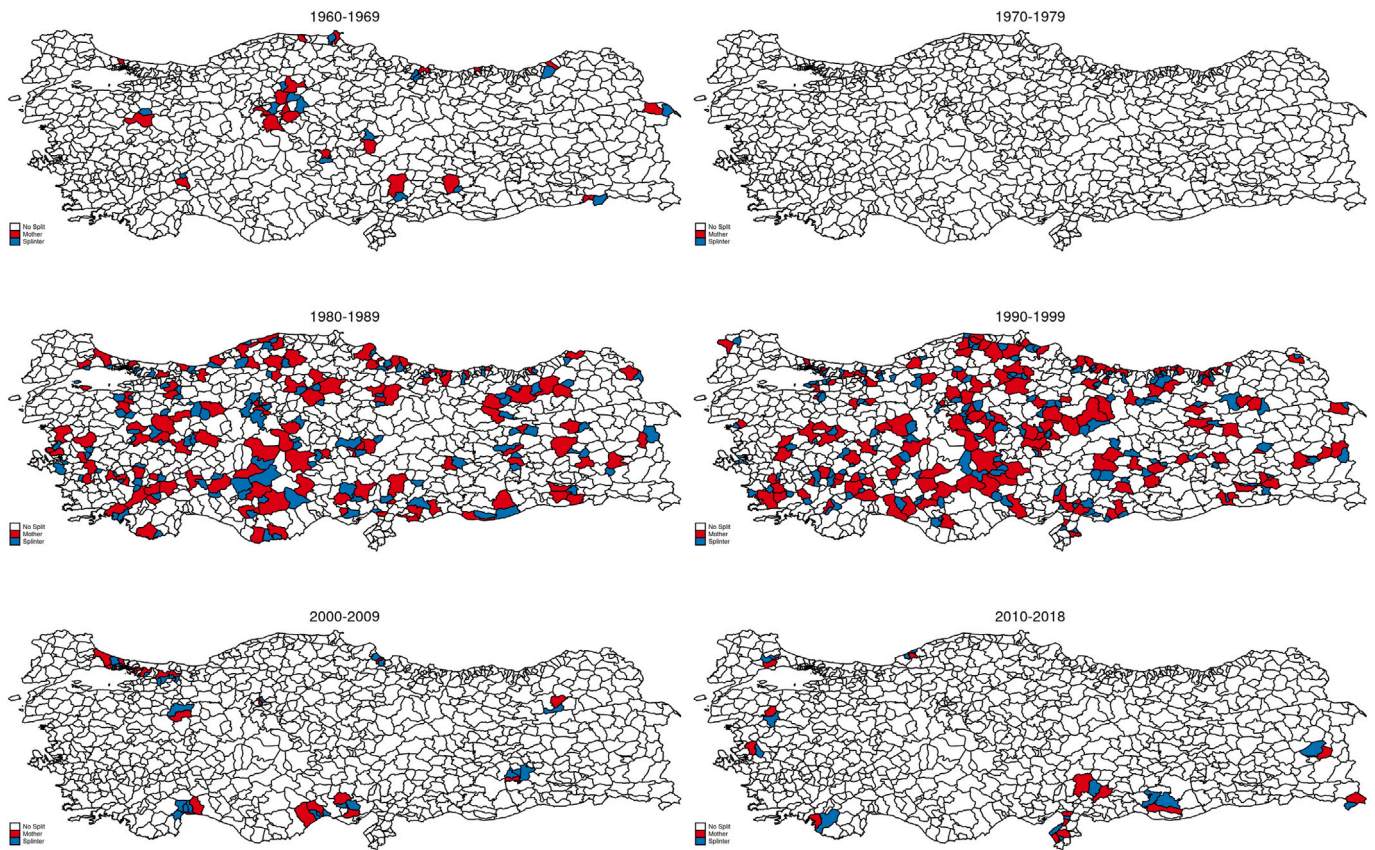 1960-1969
No Split
Mother
Splinter
1970-1979
No Split
Mother
Splinter
1980-1989
No Split
Mother
Splinter
1990-1999
No Split
Mother
Splinter
2000-2009
No Split
Mother
Splinter
2010-2018
No Split
Mother
Splinter